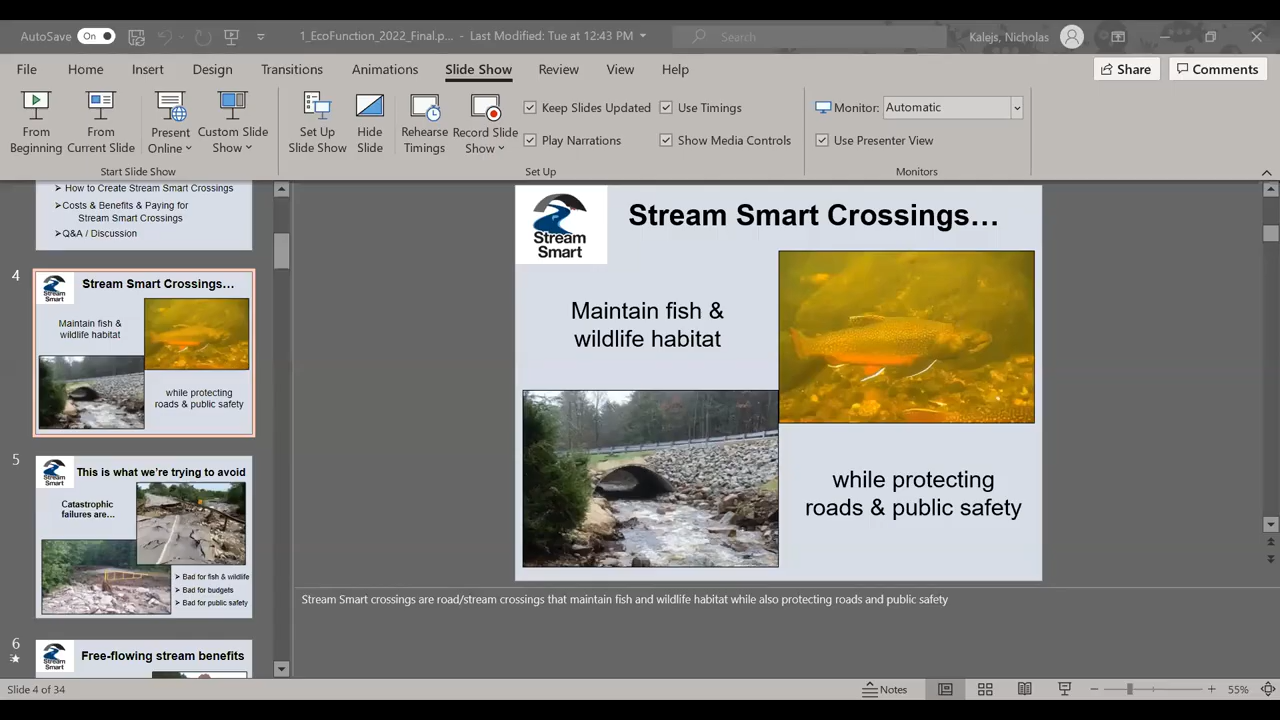 AutoSave On 1_EcoFunction_2022_Final.p... - Last Modified: Tue at 12:43 PM Search Kalejs, Nicholas
File Home Insert Design Transitions Animations Slide Show Review View Help Share Comments
From Beginning
From Current Slide
Present Online
Custom Slide Show
Start Slide Show
Set Up Slide Show
Hide Slide
Rehearse Timings
Record Slide Show
Keep Slides Updated
Use Timings
Play Narrations
Show Media Controls
Set Up
Monitor: Automatic
Use Presenter View
Monitors
➢ How to Create Stream Smart Crossings
➢Costs & Benefits & Paying for
Stream Smart Crossings
➢Q&A / Discussion
4
Stream Smart
Stream Smart Crossings…
Maintain fish &
wildlife habitat
while protecting
roads & public safety
5
Stream Smart
This is what we're trying to avoid
Catastrophic
failures are…
➢ Bad for fish & wildlife
➢ Bad for budgets
➢ Bad for public safety
6
Stream Smart
Free-flowing stream benefits
Stream
Smart
Stream Smart Crossings…
Maintain fish &
wildlife habitat
while protecting
roads & public safety
Stream Smart crossings are road/stream crossings that maintain fish and wildlife habitat while also protecting roads and public safety
Slide 4 of 34 Notes 55%